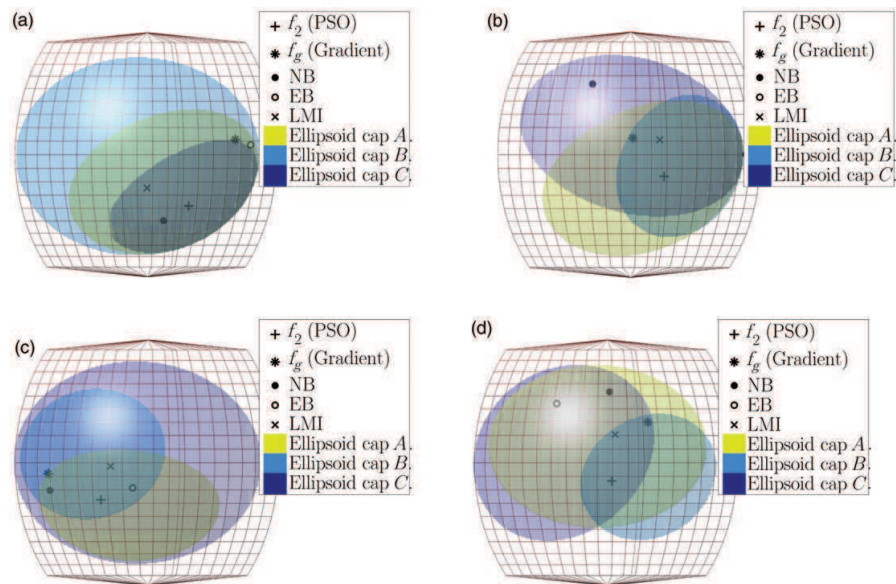 (a)
f2 (PSO)
fg (Gradient)
NB
EB
LMI
Ellipsoid cap A.
Ellipsoid cap B.
Ellipsoid cap C.
(b)
f2 (PSO)
fg (Gradient)
NB
EB
LMI
Ellipsoid cap A.
Ellipsoid cap B.
Ellipsoid cap C.
(c)
f2 (PSO)
fg (Gradient)
NB
EB
LMI
Ellipsoid cap A.
Ellipsoid cap B.
Ellipsoid cap C.
(d)
f2 (PSO)
fg (Gradient)
NB
EB
LMI
Ellipsoid cap A.
Ellipsoid cap B.
Ellipsoid cap C.